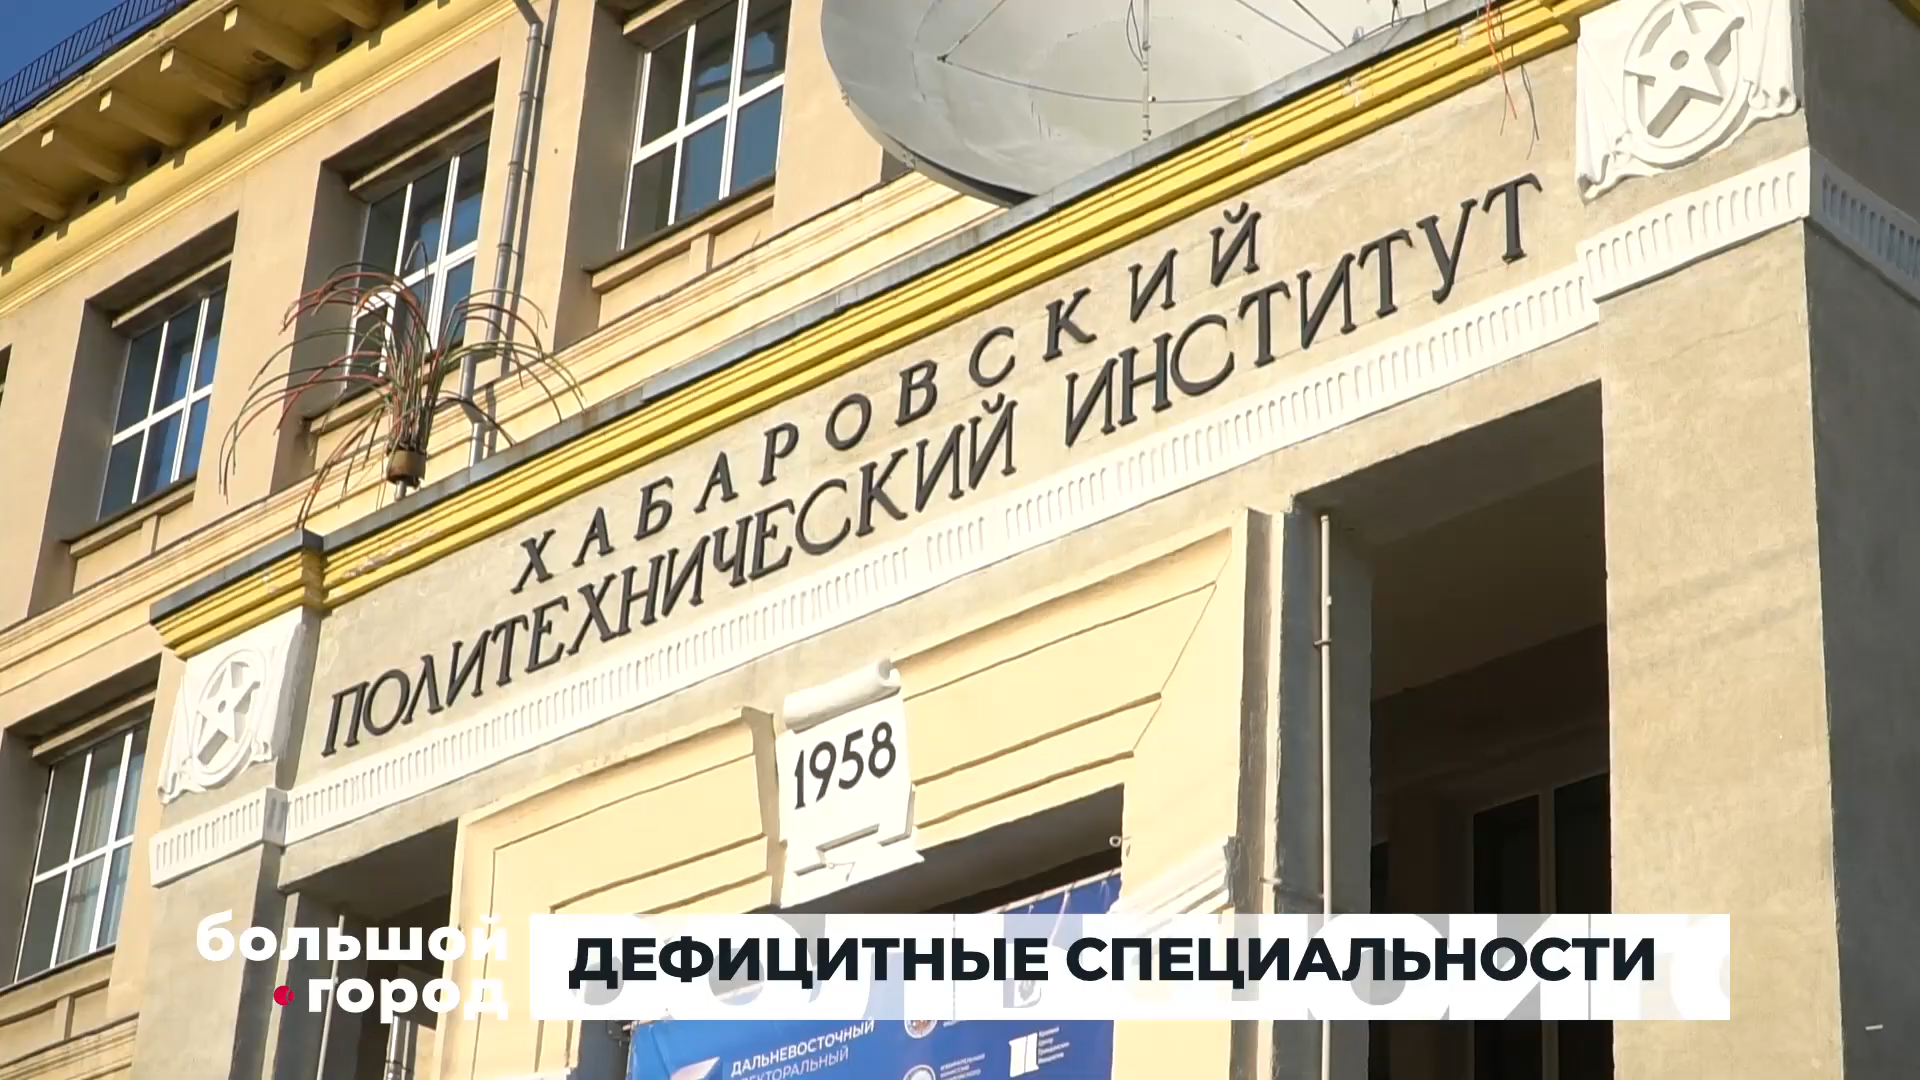 ХАБАРОВСКИЙ
ПОЛИТЕХНИЧЕСКИЙ ИНСТИТУТ
1958
большой
город
ДЕФИЦИТНЫЕ СПЕЦИАЛЬНОСТИ
ДАЛЬНЕВОСТОЧНЫЙ